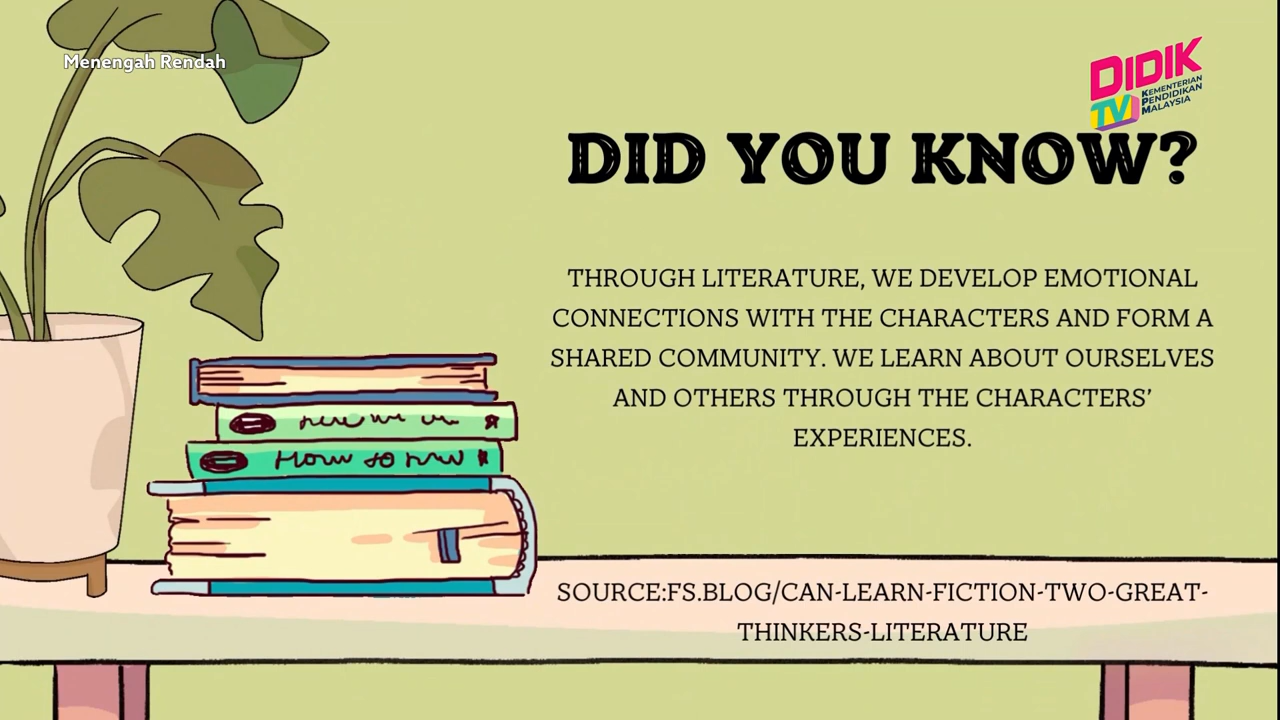 Menengah Rendah
DIDIK
TV
KEMENTERIAN
PENDIDIKAN
MALAYSIA
DID YOU KNOW?
THROUGH LITERATURE, WE DEVELOP EMOTIONAL
CONNECTIONS WITH THE CHARACTERS AND FORM A
SHARED COMMUNITY. WE LEARN ABOUT OURSELVES
AND OTHERS THROUGH THE CHARACTERS’
EXPERIENCES.
How to
SOURCE:FS.BLOG/CAN-LEARN-FICTION-TWO-GREAT-
THINKERS-LITERATURE